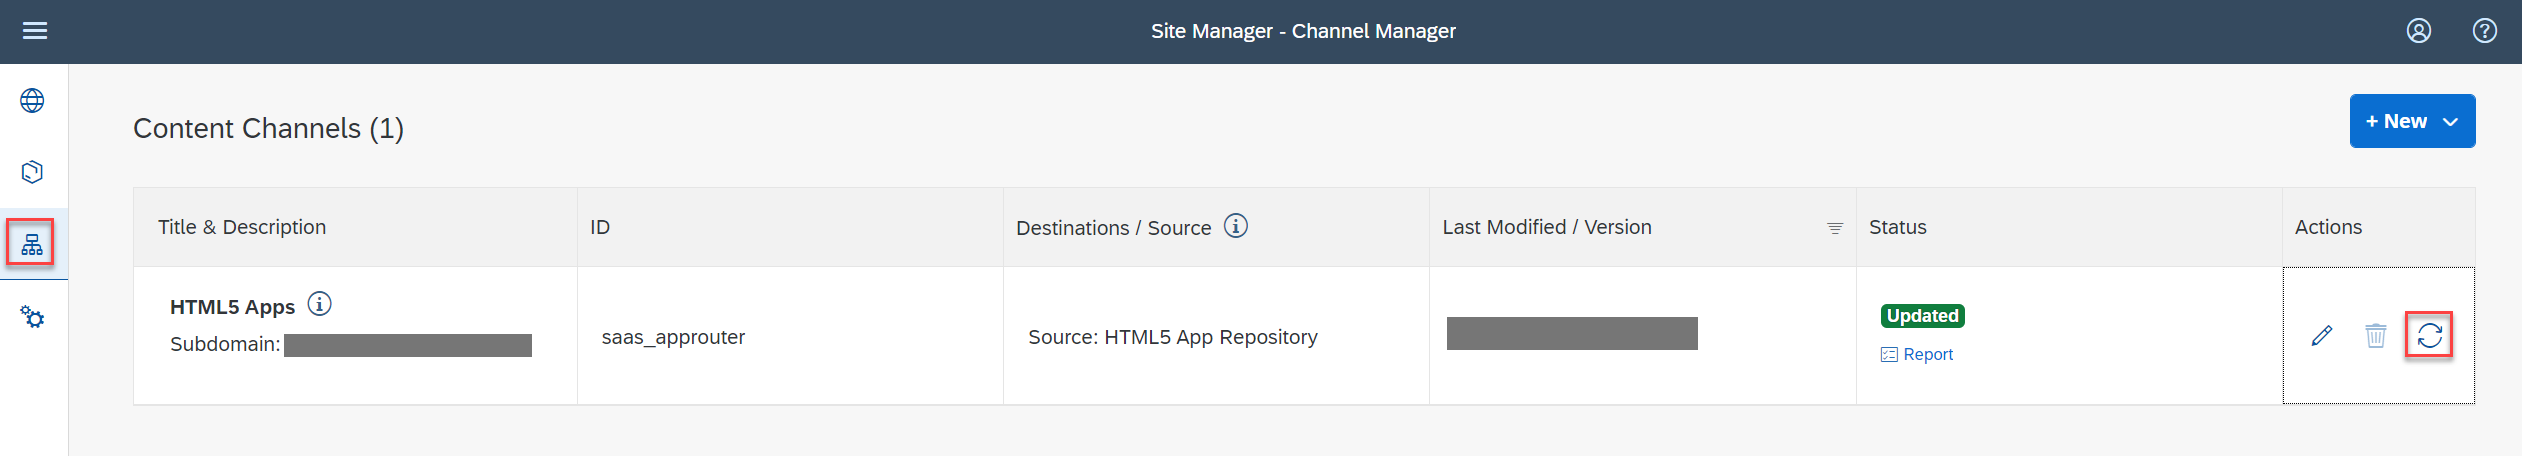 Site Manager - Channel Manager
Content Channels (1)
+ New
Title & Description
ID
Destinations / Source
Last Modified / Version
Status
Actions
HTML5 Apps
Subdomain:
saas_approuter
Source: HTML5 App Repository
Updated
Report